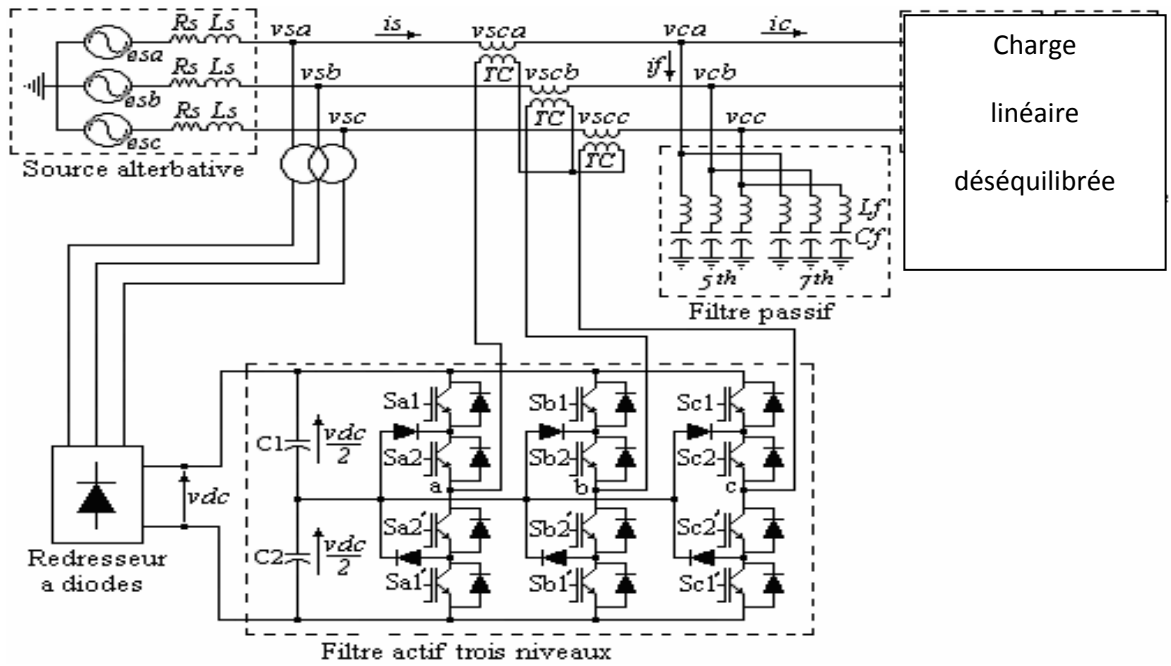 Rs Ls vsa is vsca vca ic
esa
Rs Ls vsb TC vscb if vcb
esb
Rs Ls vsc TC vscc vcc
esc
TC
Source alterbative
Charge
linéaire
déséquilibrée
Lf
Cf
5th 7th
Filtre passif
Sa1 Sb1 Sc1
C1 vdc/2
Sa2 Sb2 Sc2
a b c
vdc
Sa2' Sb2' Sc2'
C2 vdc/2
Sa1' Sb1' Sc1'
Redresseur
a diodes
Filtre actif trois niveaux